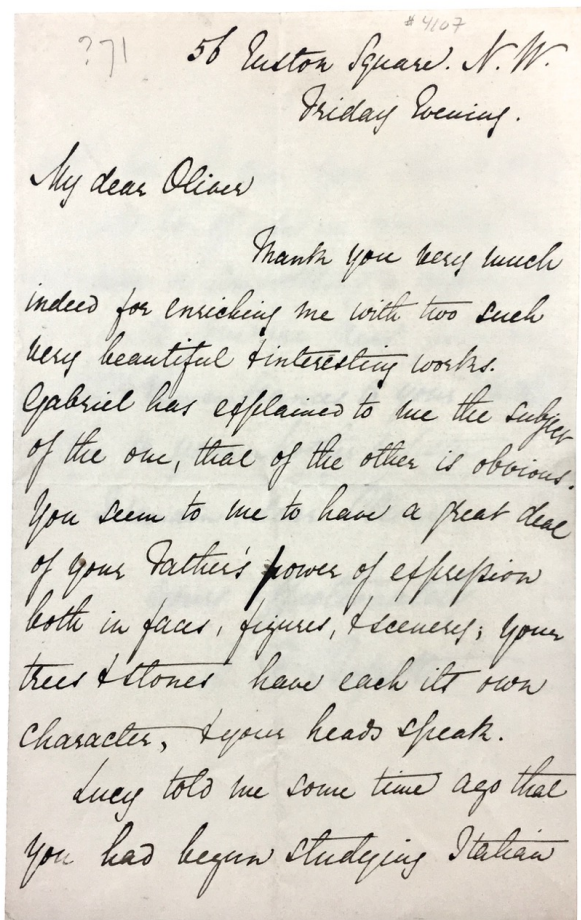 # 4107
?71
56 Euston Square. N. W.
Friday Evening.
My dear Oliver
Thank you very much
indeed for enriching me with two such
very beautiful & interesting works.
Gabriel has explained to me the subject
of the one, that of the other is obvious.
You seem to me to have a great deal
of your Father's power of expression
both in faces, figures, & scenery; your
trees & stones have each its own
character, & your heads speak.
Lucy told me some time ago that
you had begun studying Italian